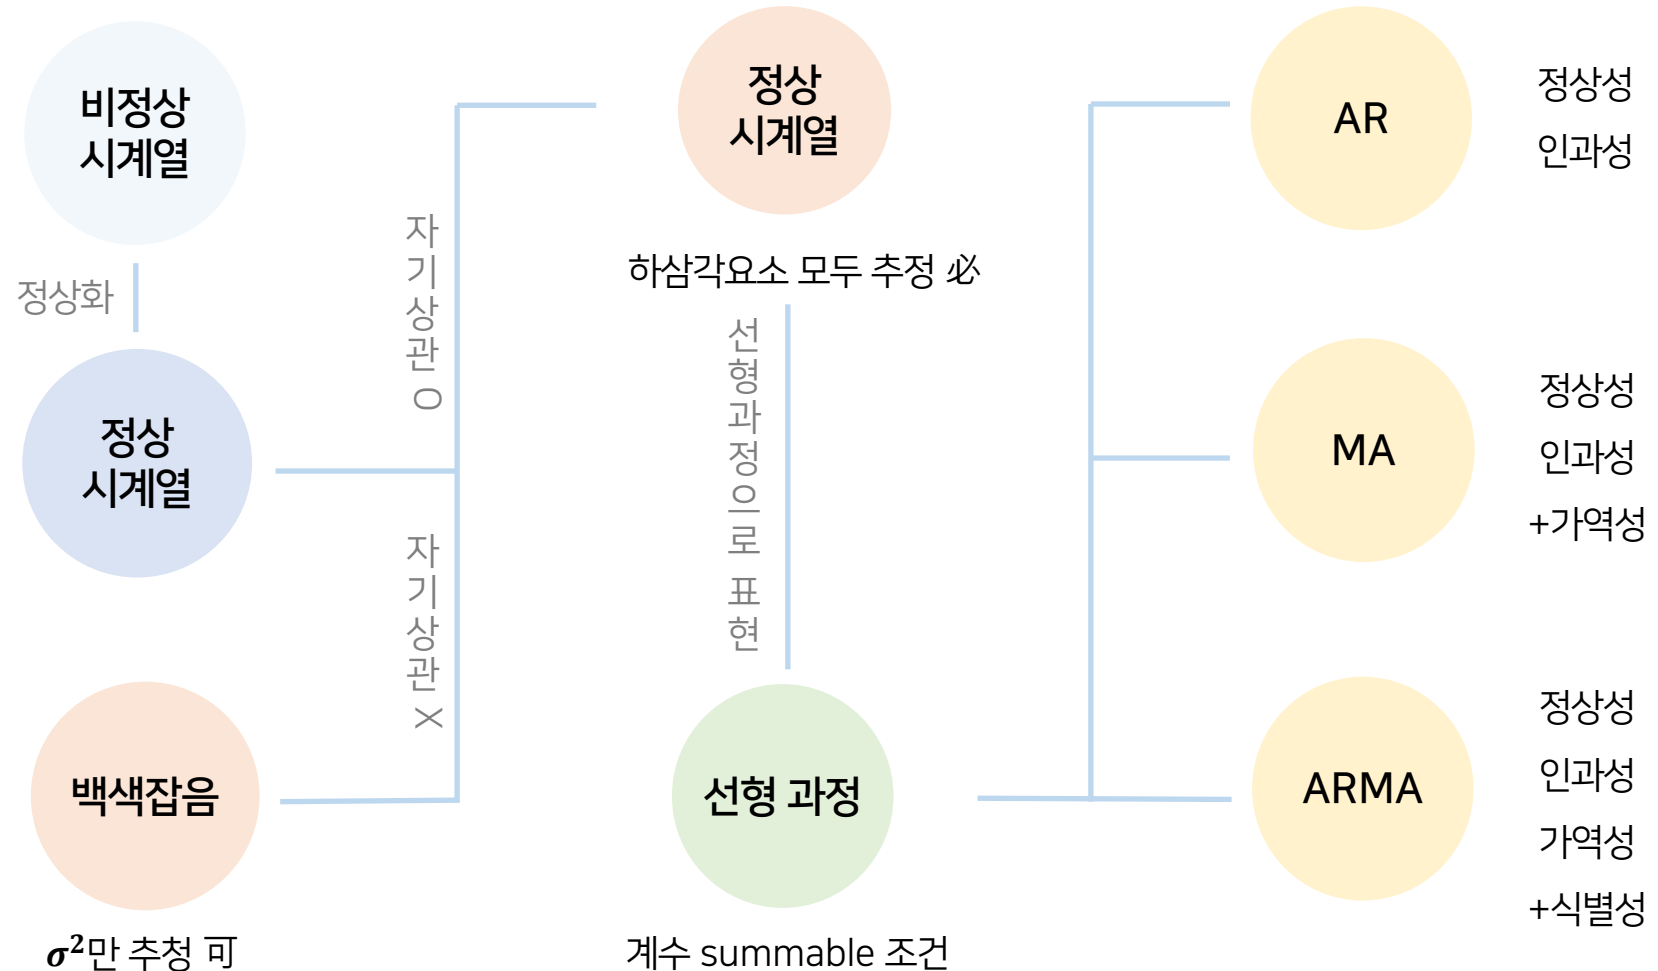 비정상
시계열
정상화
정상
시계열
백색잡음
σ²만 추청 可
자기상관 O
자기상관 X
정상
시계열
하삼각요소 모두 추정 必
선형과정으로 표현
선형 과정
계수 summable 조건
AR
정상성
인과성
MA
정상성
인과성
+가역성
ARMA
정상성
인과성
가역성
+식별성